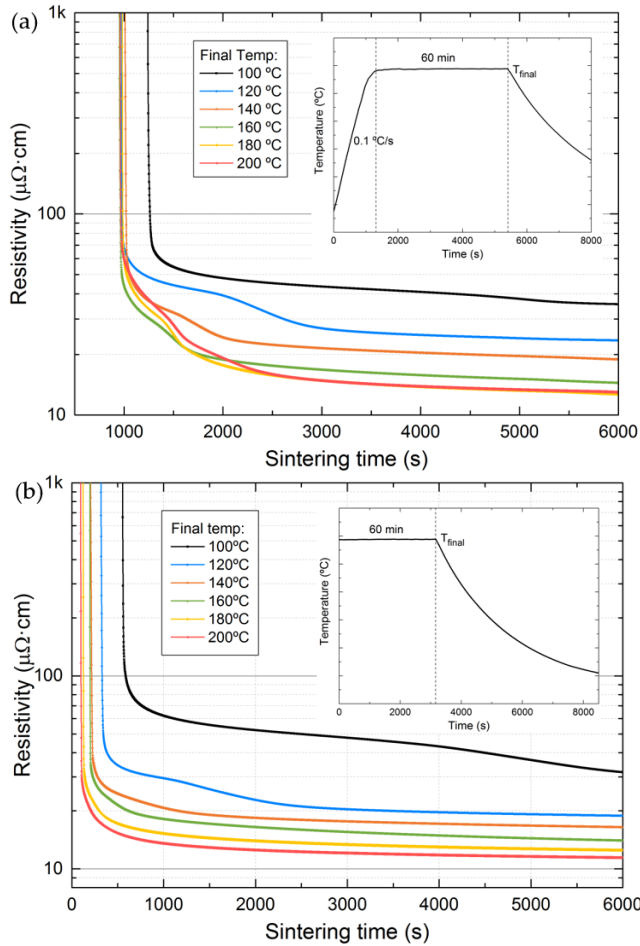 (a)
1k
100
10
Resistivity (μΩ·cm)
Final Temp:
100 ºC
120 ºC
140 ºC
160 ºC
180 ºC
200 ºC
60 min
T_final
0.1 ºC/s
Temperature (ºC)
0 2000 4000 6000 8000
Time (s)
1000 2000 3000 4000 5000 6000
Sintering time (s)
(b)
1k
100
10
Resistivity (μΩ·cm)
Final temp:
100ºC
120ºC
140ºC
160ºC
180ºC
200ºC
60 min
T_final
Temperature (ºC)
0 2000 4000 6000 8000
Time (s)
0 1000 2000 3000 4000 5000 6000
Sintering time (s)